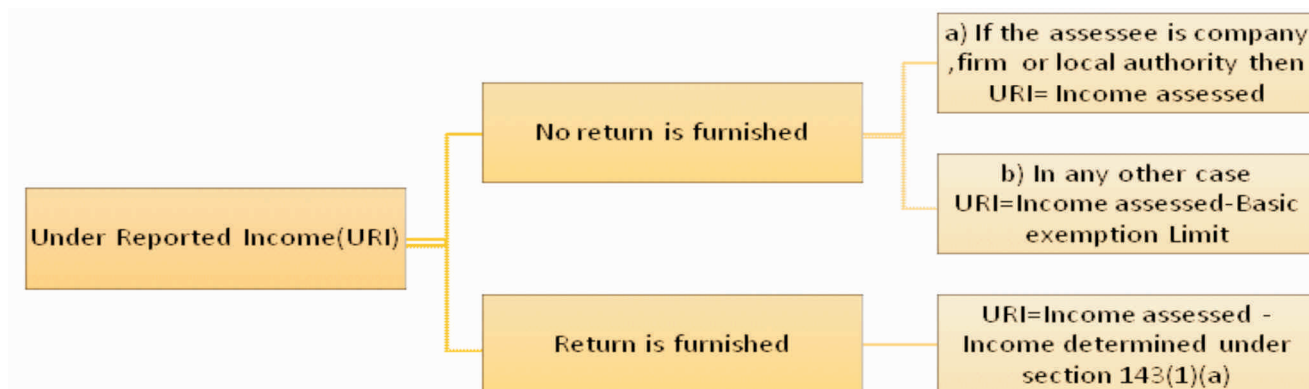 Under Reported Income(URI)
No return is furnished
a) If the assessee is company
,firm or local authority then
URI= Income assessed
b) In any other case
URI=Income assessed-Basic
exemption Limit
Return is furnished
URI=Income assessed -
Income determined under
section 143(1)(a)